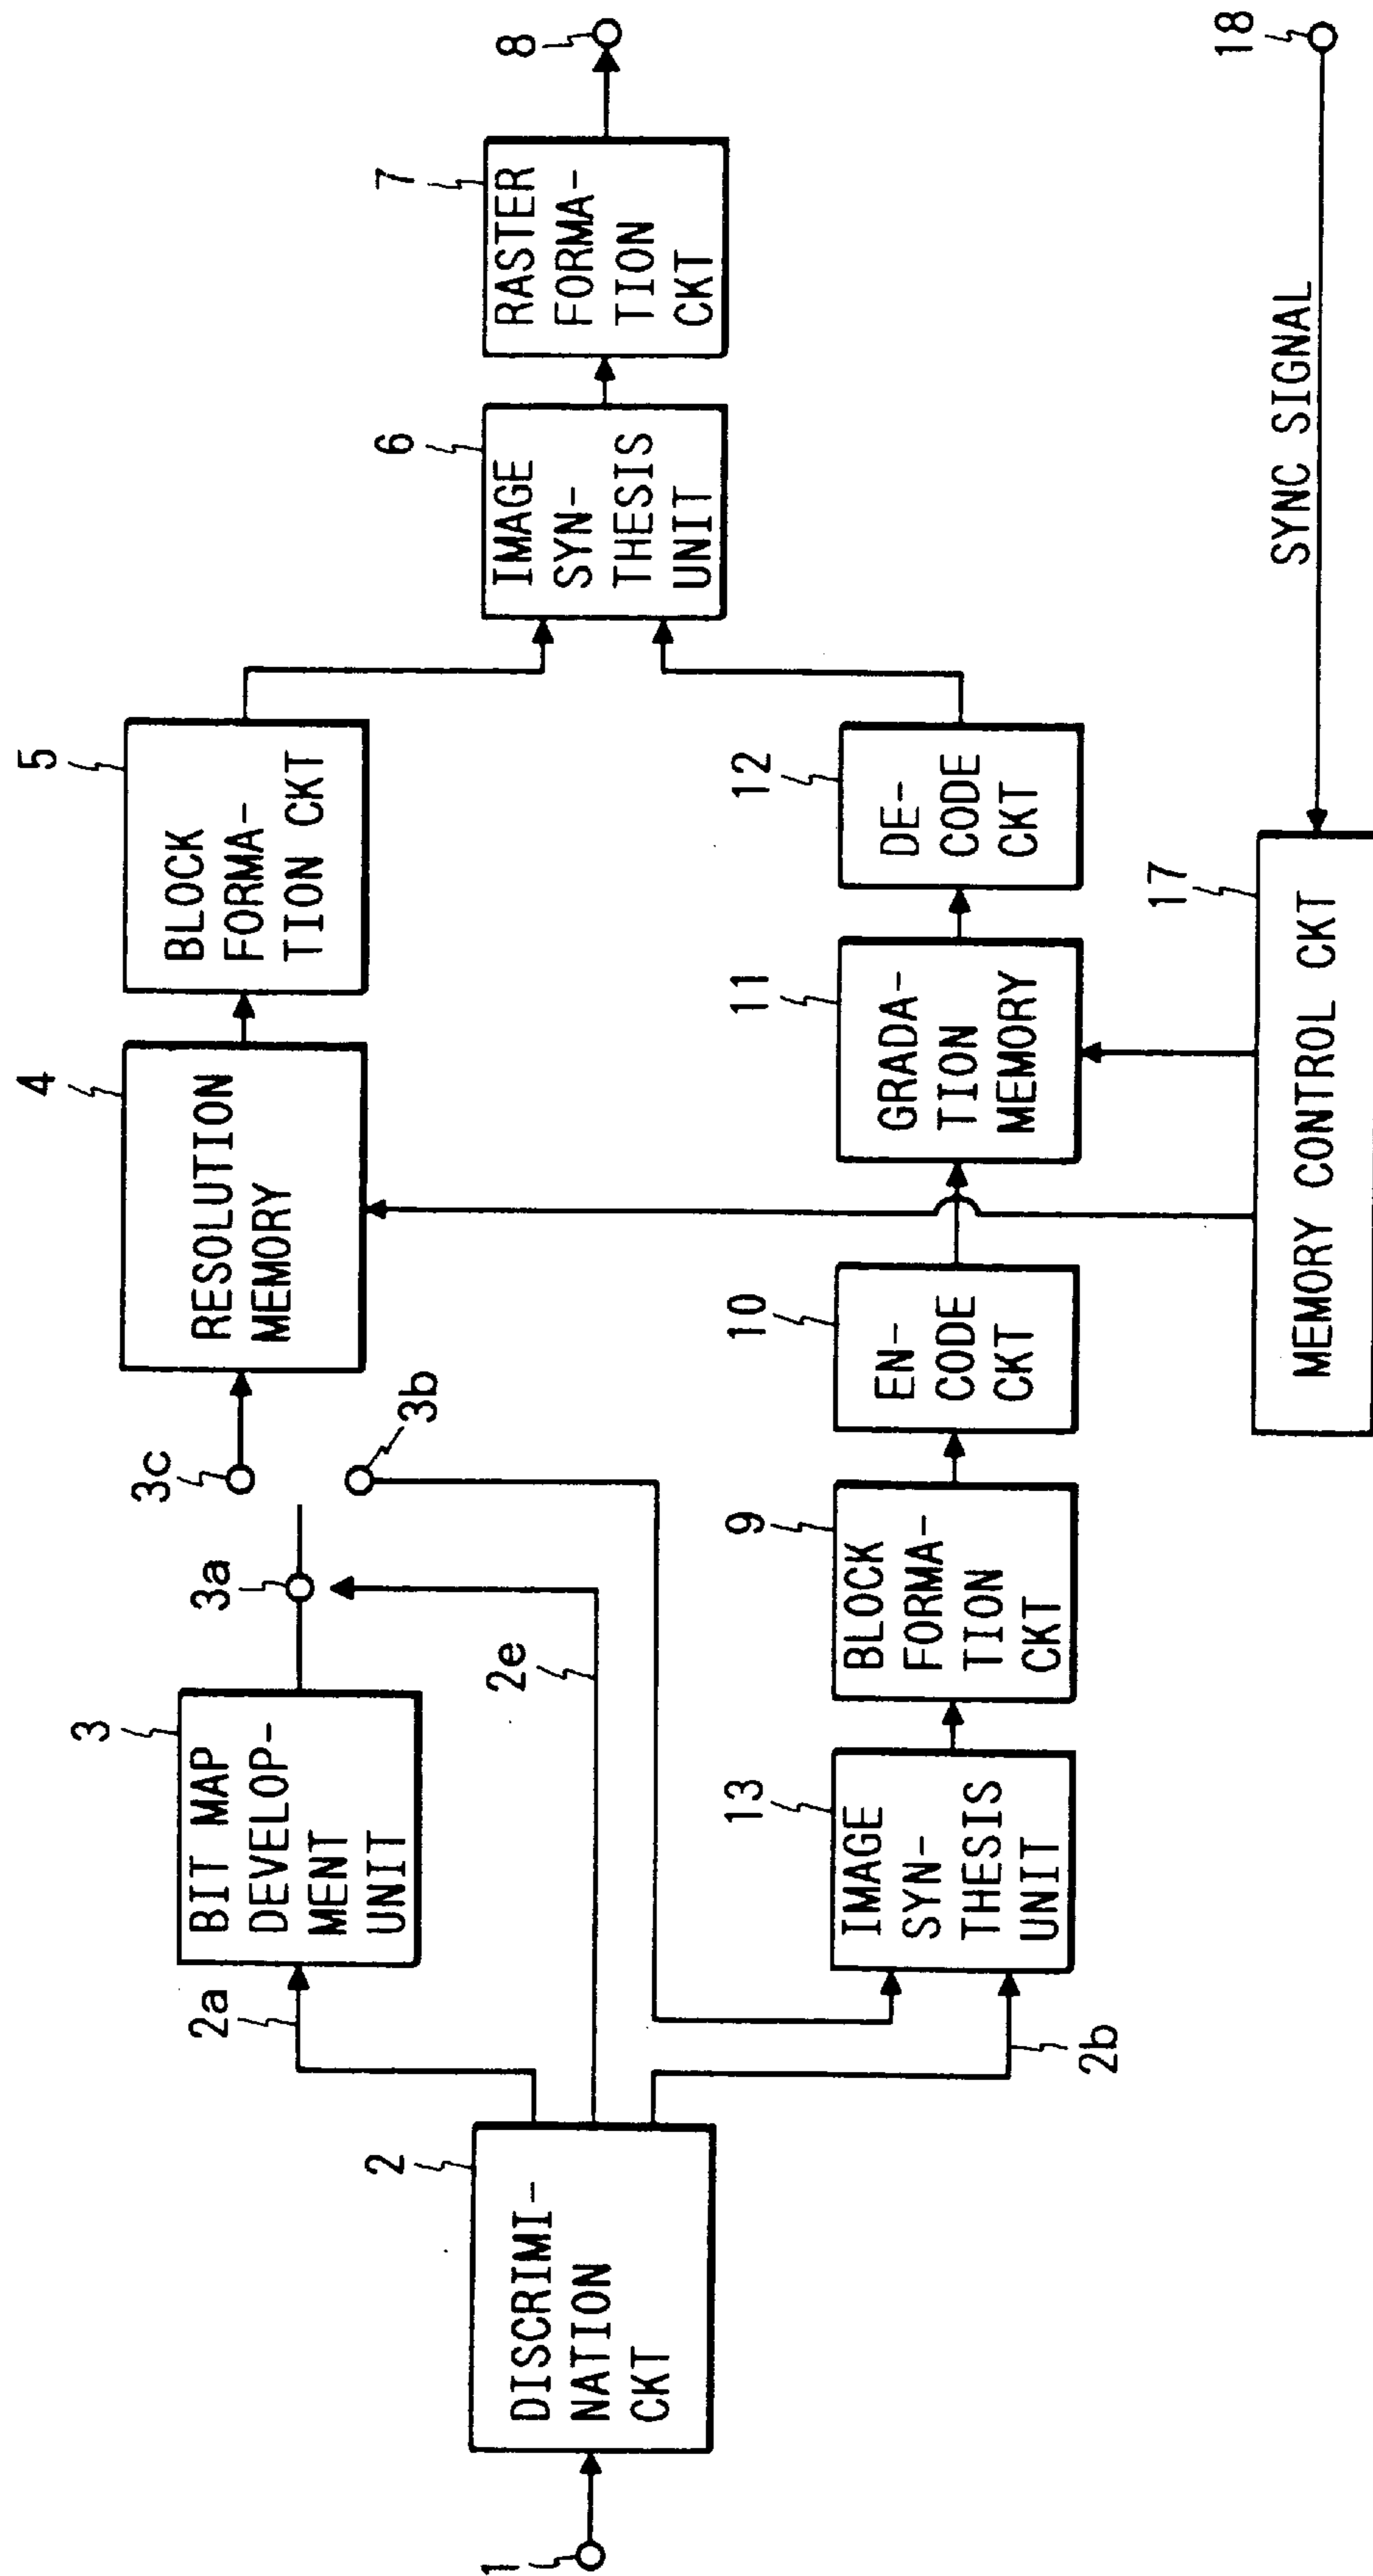 1
2
DISCRIMI-
NATION
CKT
2a
2e
2b
3
BIT MAP
DEVELOP-
MENT
UNIT
3a
3c
3b
4
RESOLUTION
MEMORY
5
BLOCK
FORMA-
TION CKT
6
IMAGE
SYN-
THESIS
UNIT
7
RASTER
FORMA-
TION
CKT
8
13
IMAGE
SYN-
THESIS
UNIT
9
BLOCK
FORMA-
TION
CKT
10
EN-
CODE
CKT
11
GRADA-
TION
MEMORY
12
DE-
CODE
CKT
17
MEMORY CONTROL CKT
SYNC SIGNAL
18